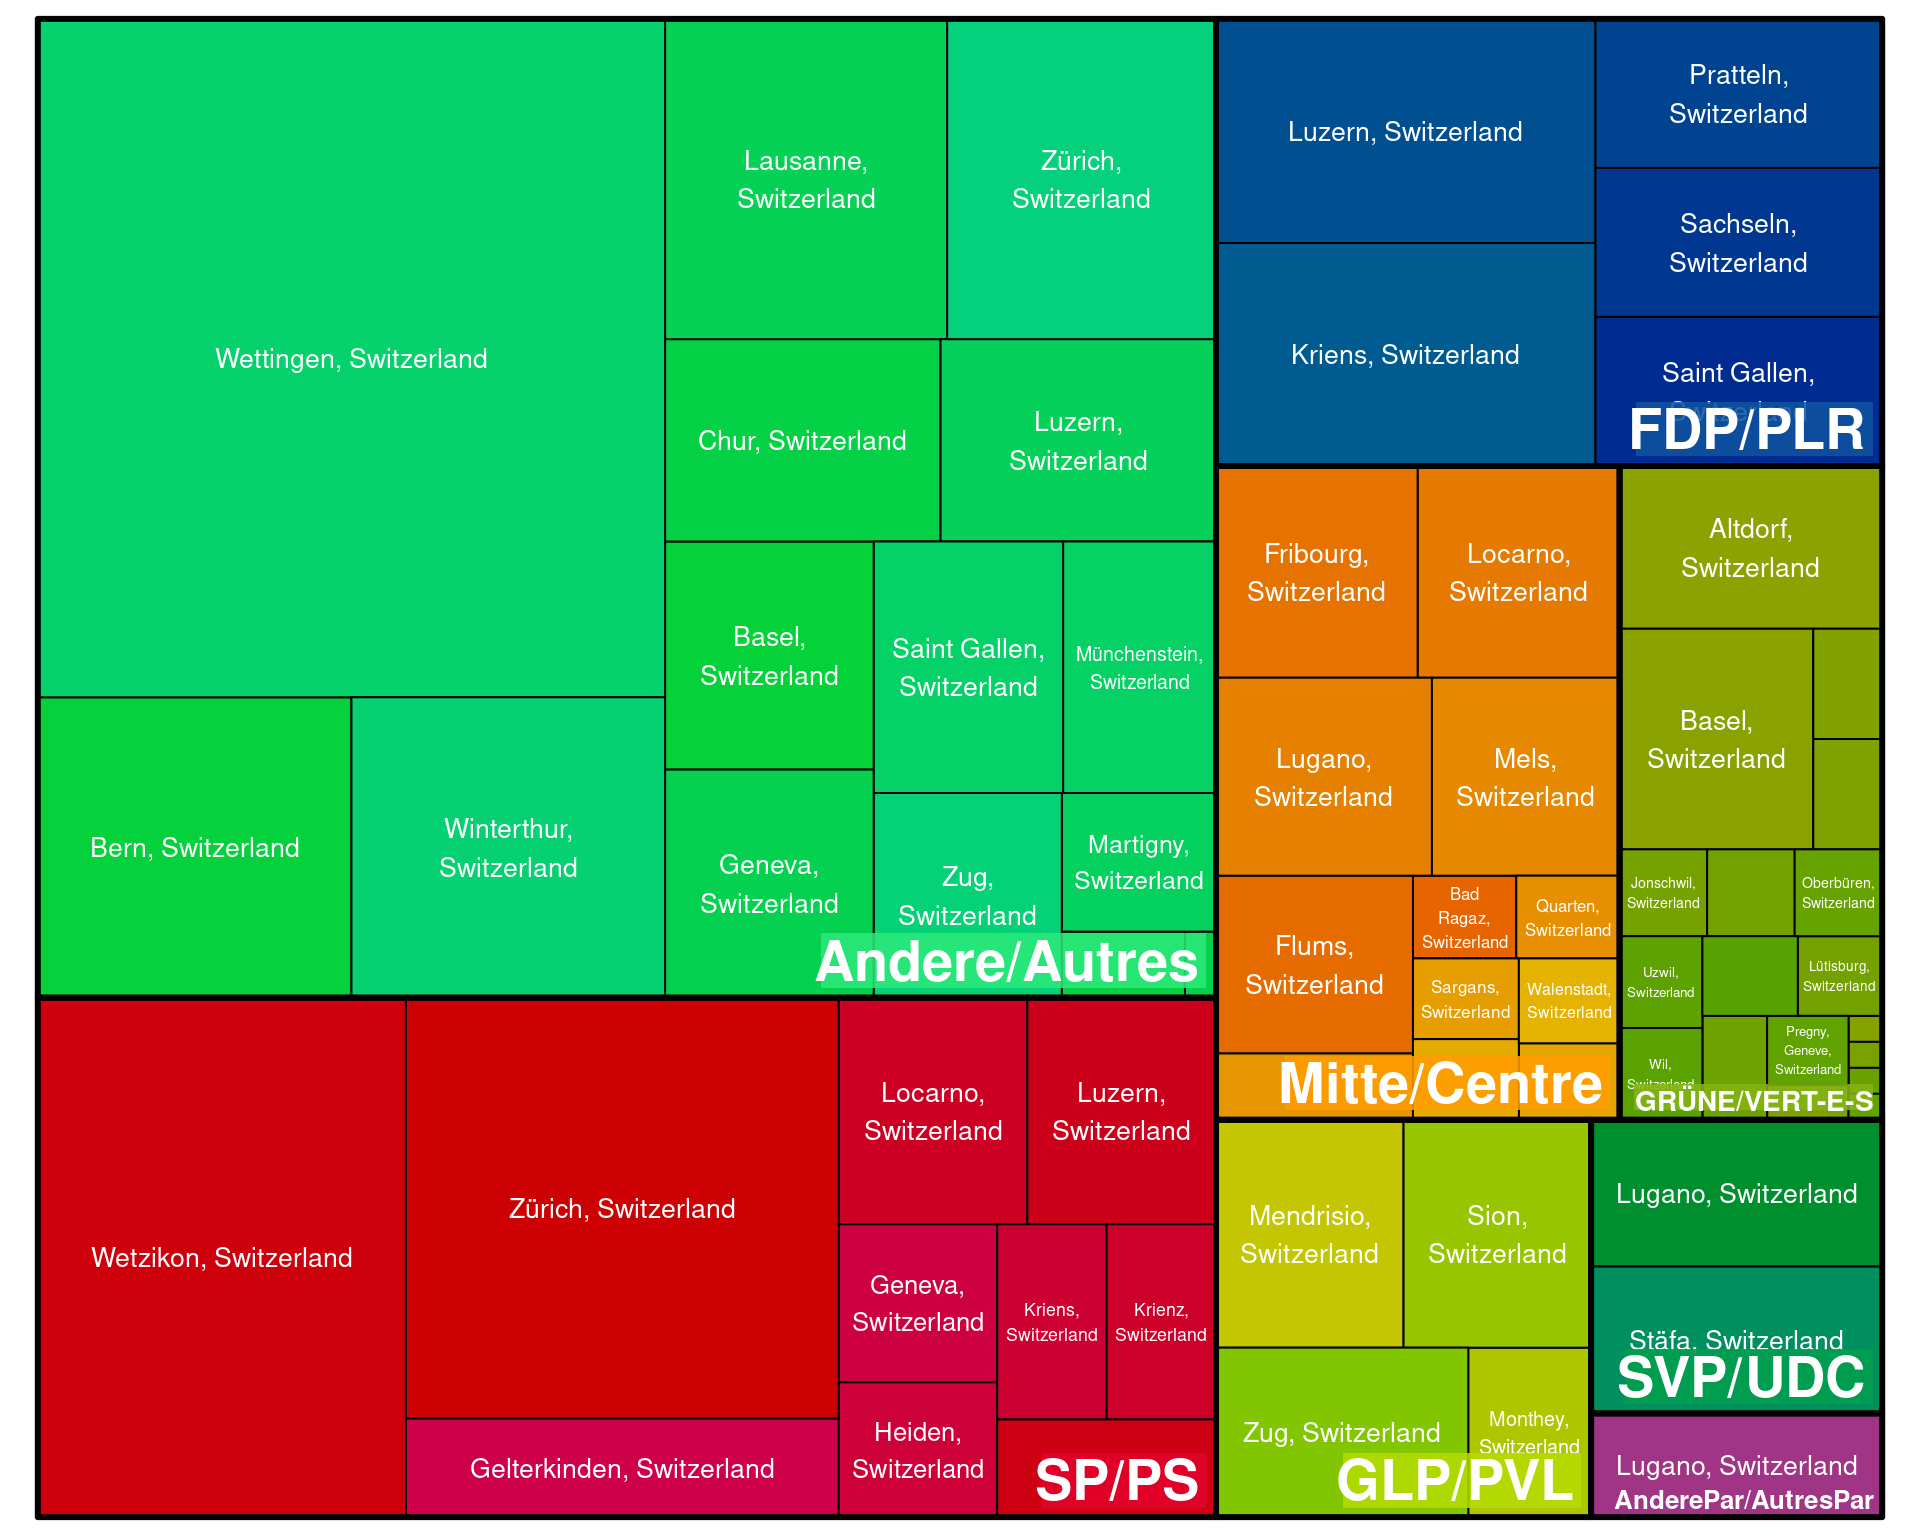 Wettingen, Switzerland
Bern, Switzerland
Winterthur,
Switzerland
Lausanne,
Switzerland
Zürich,
Switzerland
Chur, Switzerland
Luzern,
Switzerland
Basel,
Switzerland
Saint Gallen,
Switzerland
Münchenstein,
Switzerland
Geneva,
Switzerland
Zug,
Switzerland
Martigny,
Switzerland
Andere/Autres
Wetzikon, Switzerland
Zürich, Switzerland
Gelterkinden, Switzerland
Locarno,
Switzerland
Luzern,
Switzerland
Geneva,
Switzerland
Kriens,
Switzerland
Krienz,
Switzerland
Heiden,
Switzerland
SP/PS
Luzern, Switzerland
Kriens, Switzerland
Pratteln,
Switzerland
Sachseln,
Switzerland
Saint Gallen,
Switzerland
FDP/PLR
Fribourg,
Switzerland
Locarno,
Switzerland
Lugano,
Switzerland
Mels,
Switzerland
Flums,
Switzerland
Bad
Ragaz,
Switzerland
Quarten,
Switzerland
Sargans,
Switzerland
Walenstadt,
Switzerland
Mitte/Centre
Altdorf,
Switzerland
Basel,
Switzerland
Jonschwil,
Switzerland
Oberbüren,
Switzerland
Uzwil,
Switzerland
Lütisburg,
Switzerland
Wil,
Switzerland
Pregny,
Geneve,
Switzerland
GRÜNE/VERT-E-S
Mendrisio,
Switzerland
Sion,
Switzerland
Zug, Switzerland
Monthey,
Switzerland
GLP/PVL
Lugano, Switzerland
Stäfa, Switzerland
SVP/UDC
Lugano, Switzerland
AnderePar/AutresPar